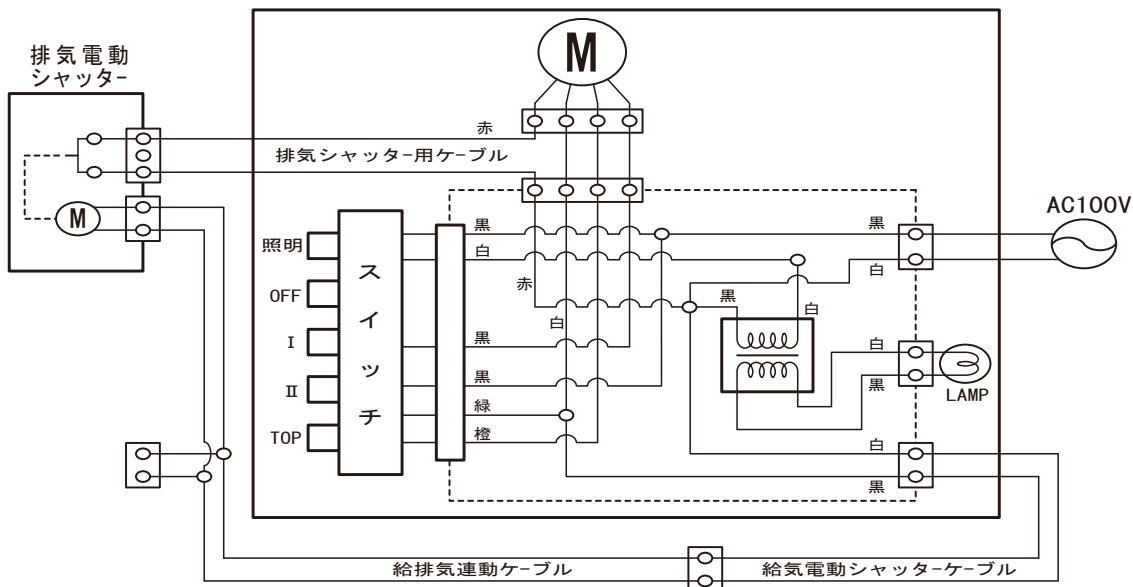 排気電動
シャッター
M
赤
排気シャッター用ケーブル
M
AC100V
黒
黒
照明
白
白
OFF
スイッチ
赤
黒
白
I
白
黒
白
II
黒
黒
LAMP
緑
TOP
橙
白
黒
給排気連動ケーブル
給気電動シャッターケーブル